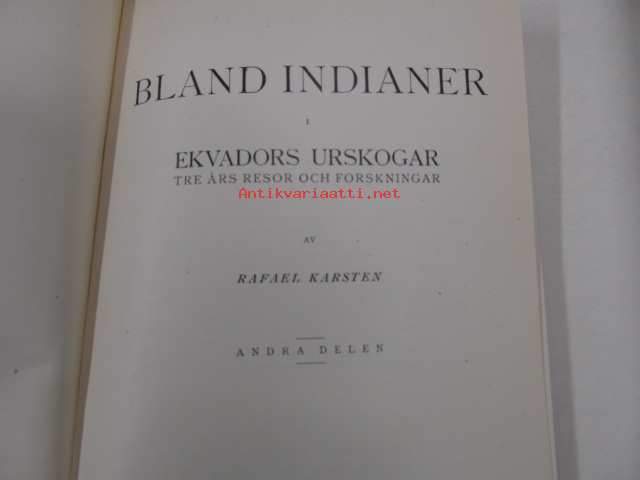 BLAND INDIANER
I
EKVADORS URSKOGAR
TRE ÅRS RESOR OCH FORSKNINGAR
Antikvariaatti.net
AV
RAFAEL KARSTEN
ANDRA DELEN